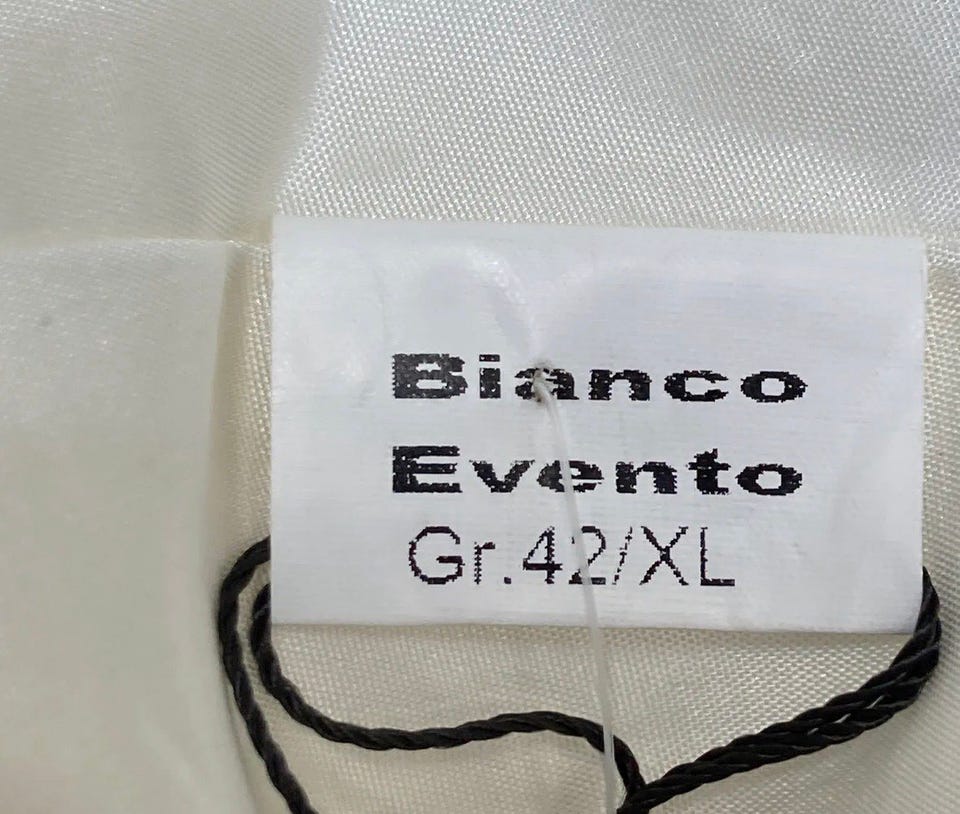 Bianco
Evento
Gr.42/XL